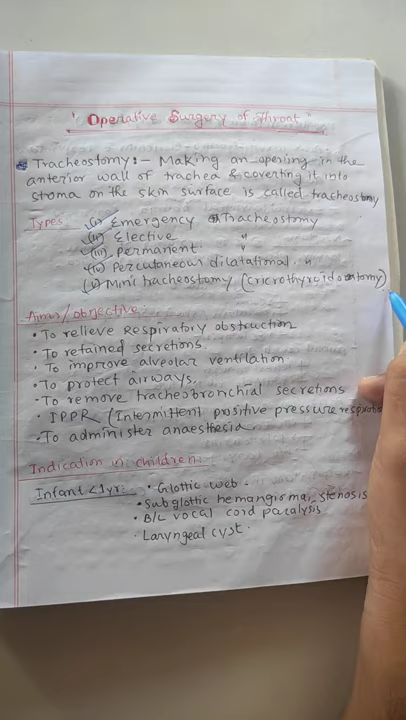 "Operative Surgery of Throat"
Tracheostomy:- Making an opening in the
anterior wall of trachea & coverting it into
stoma on the skin surface is called tracheostomy
Types (i) Emergency Tracheostomy
(ii) Elective "
(iii) Permanent "
(iv) Percutaneous dilatational "
(v) Mini tracheostomy (Cricrothyroidomtomy)
Aims/objective:
• To relieve Respiratory obstruction
• To retained secretions.
• To improve alveolar ventilation.
• To protect airways.
• To remove tracheobronchial secretions
• IPPR (Intermittent positive pressure respiratio
• To administer anaesthesia.
Indication in children:
Infant <1yr: • Glottic web -
• Subglottic hemangioma, stenosis
• B/L vocal cord paralysis
• Laryngeal cyst.